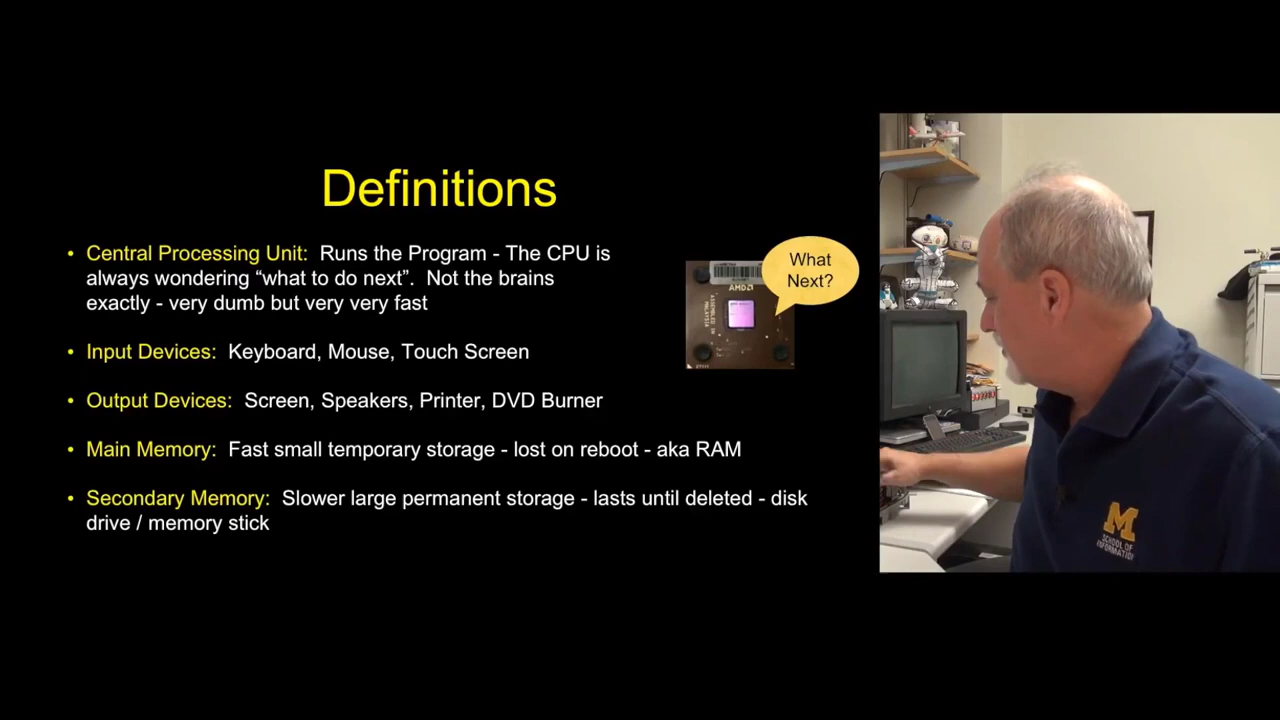 Definitions
• Central Processing Unit: Runs the Program - The CPU is
always wondering “what to do next”. Not the brains
exactly - very dumb but very very fast
What
Next?
AMD
ASSEMBLED IN
MALAYSIA
• Input Devices: Keyboard, Mouse, Touch Screen
• Output Devices: Screen, Speakers, Printer, DVD Burner
• Main Memory: Fast small temporary storage - lost on reboot - aka RAM
• Secondary Memory: Slower large permanent storage - lasts until deleted - disk
drive / memory stick
M
SCHOOL OF
INFORMATION